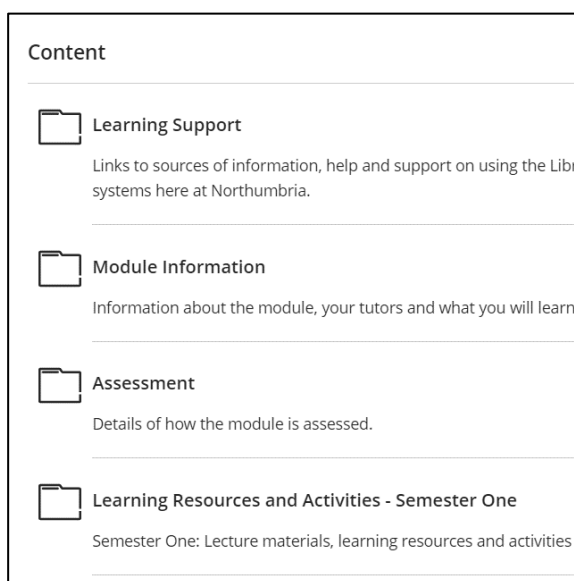 Content
Learning Support
Links to sources of information, help and support on using the
systems here at Northumbria.
Module Information
Information about the module, your tutors and what you will learn
Assessment
Details of how the module is assessed.
Learning Resources and Activities - Semester One
Semester One: Lecture materials, learning resources and activities